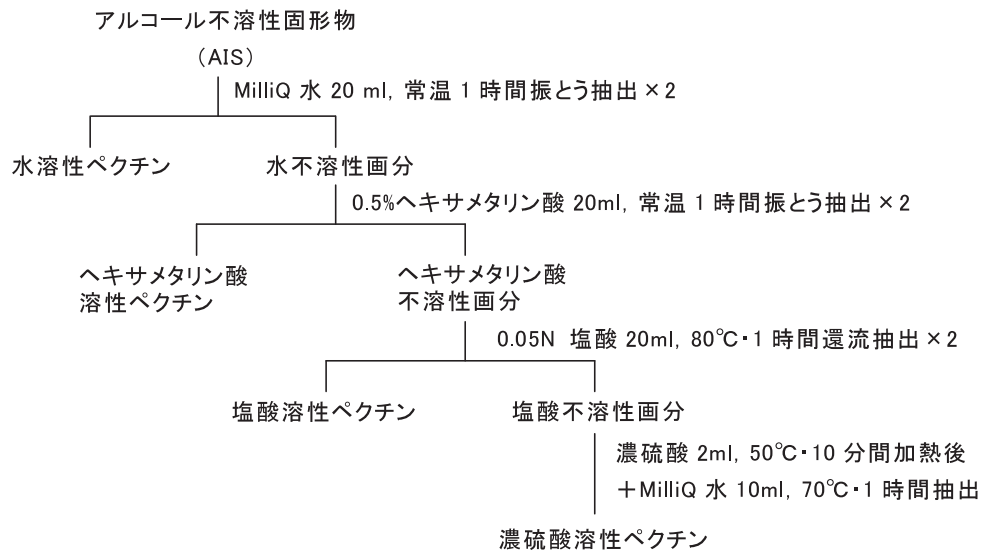 アルコール不溶性固形物
（AIS）
MilliQ 水 20 ml, 常温 1 時間振とう抽出×2
水溶性ペクチン
水不溶性画分
0.5%ヘキサメタリン酸 20ml, 常温 1 時間振とう抽出×2
ヘキサメタリン酸
溶性ペクチン
ヘキサメタリン酸
不溶性画分
0.05N 塩酸 20ml, 80℃・1 時間還流抽出×2
塩酸溶性ペクチン
塩酸不溶性画分
濃硫酸 2ml, 50℃・10 分間加熱後
＋MilliQ 水 10ml, 70℃・1 時間抽出
濃硫酸溶性ペクチン